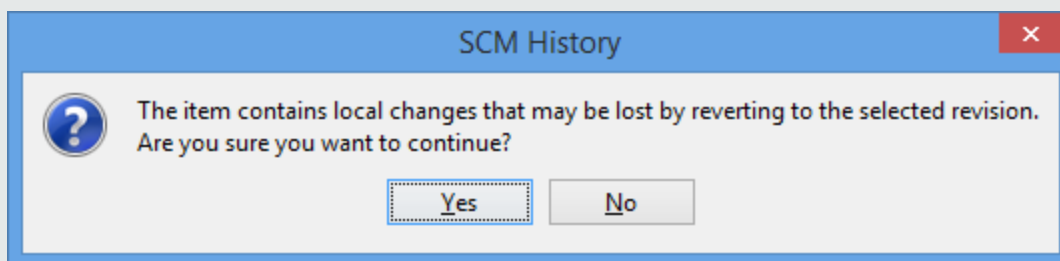 SCM History
The item contains local changes that may be lost by reverting to the selected revision.
Are you sure you want to continue?
Yes
No